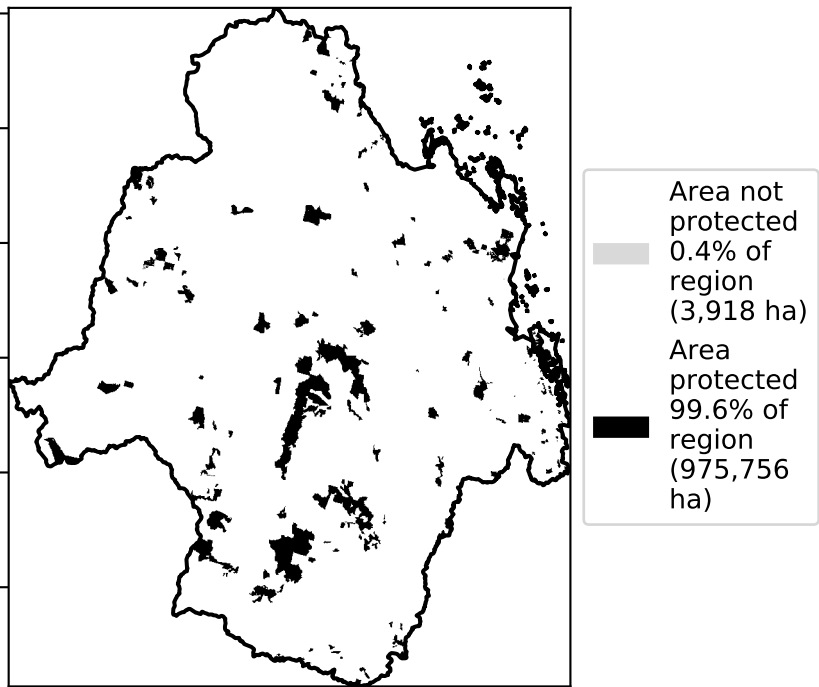 Area not
protected
0.4% of
region
(3,918 ha)
Area
protected
99.6% of
region
(975,756
ha)